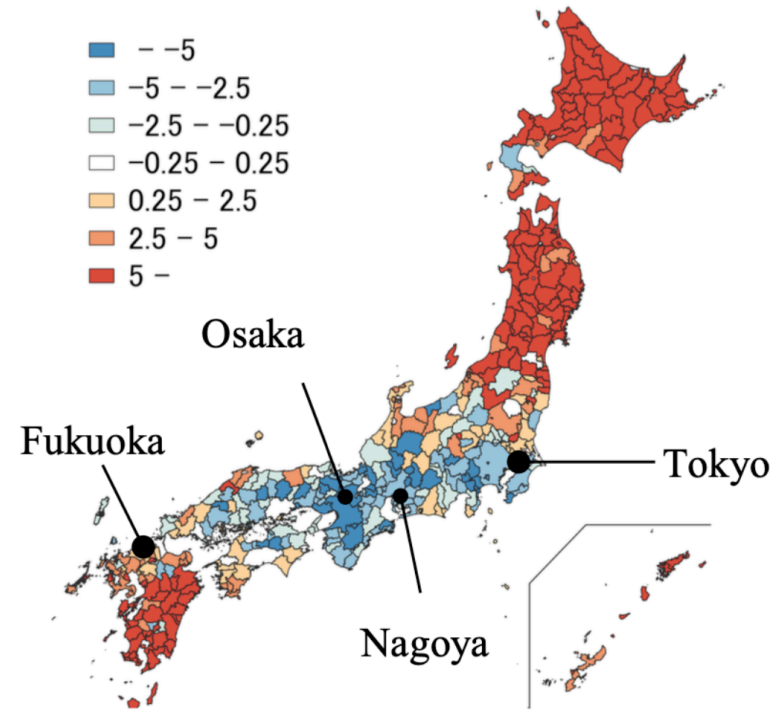 – –5
–5 – –2.5
–2.5 – –0.25
–0.25 – 0.25
0.25 – 2.5
2.5 – 5
5 –
Osaka
Fukuoka
Tokyo
Nagoya